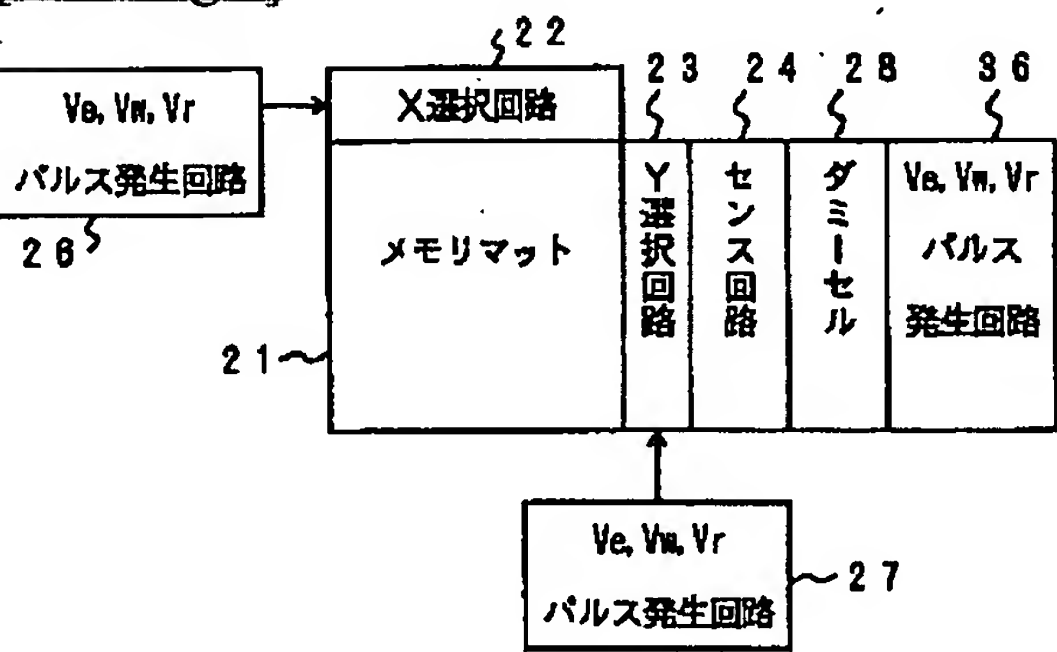 22
23
24
28
36
Ve, Vw, Vr
パルス発生回路
26
X選択回路
メモリマット
21
Y選択回路
センス回路
ダミーセル
Ve, Vw, Vr
パルス
発生回路
Ve, Vw, Vr
パルス発生回路
27